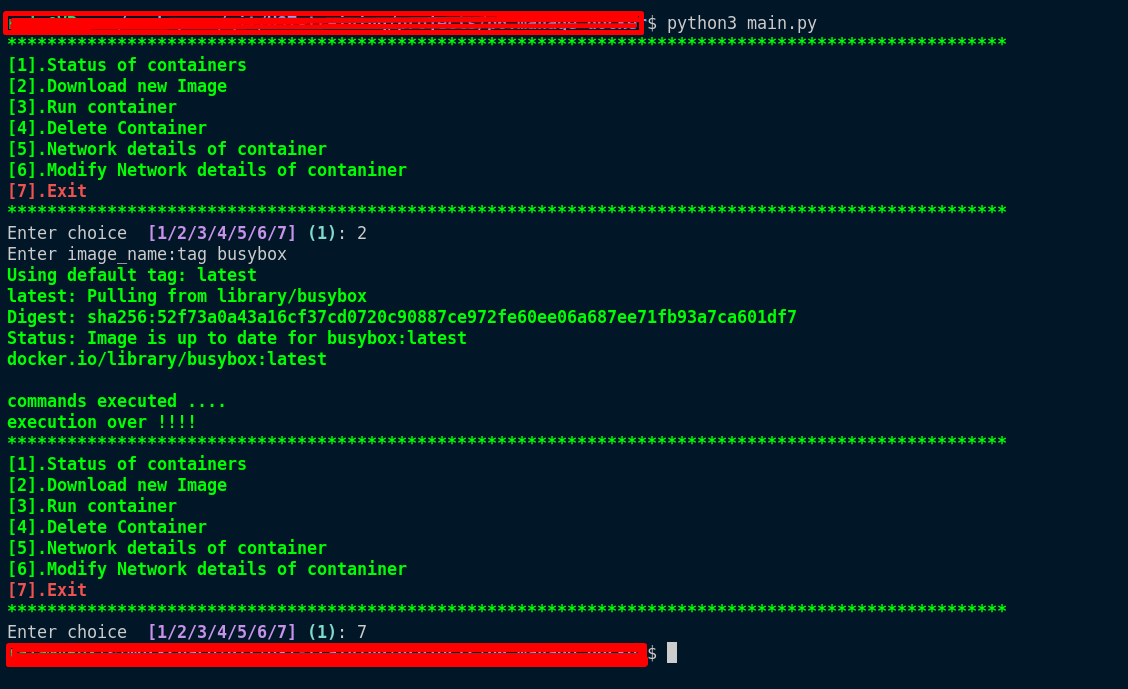 $ python3 main.py
****************************************************************************************************
[1].Status of containers
[2].Download new Image
[3].Run container
[4].Delete Container
[5].Network details of container
[6].Modify Network details of contaniner
[7].Exit
****************************************************************************************************
Enter choice  [1/2/3/4/5/6/7] (1): 2
Enter image_name:tag busybox
Using default tag: latest
latest: Pulling from library/busybox
Digest: sha256:52f73a0a43a16cf37cd0720c90887ce972fe60ee06a687ee71fb93a7ca601df7
Status: Image is up to date for busybox:latest
docker.io/library/busybox:latest
commands executed ....
execution over !!!!
****************************************************************************************************
[1].Status of containers
[2].Download new Image
[3].Run container
[4].Delete Container
[5].Network details of container
[6].Modify Network details of contaniner
[7].Exit
****************************************************************************************************
Enter choice  [1/2/3/4/5/6/7] (1): 7
$